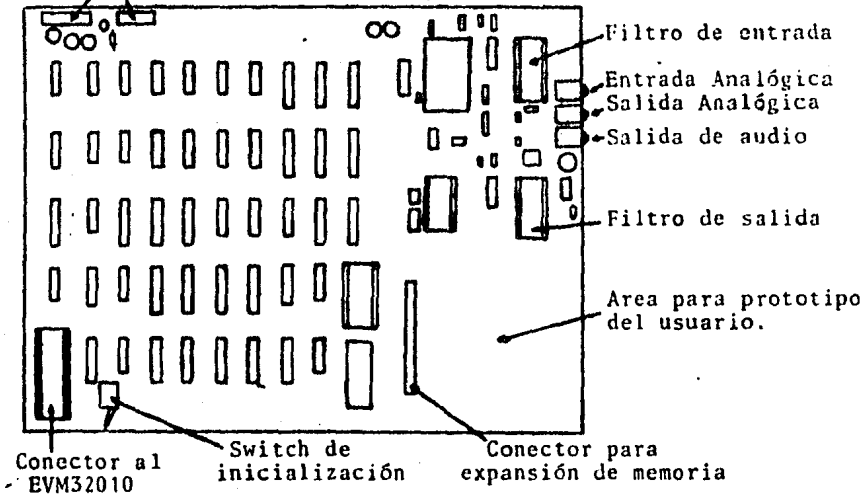 Filtro de entrada
Entrada Analógica
Salida Analógica
Salida de audio
Filtro de salida
Area para prototipo
del usuario.
Conector al
EVM32010
Switch de
inicialización
Conector para
expansión de memoria